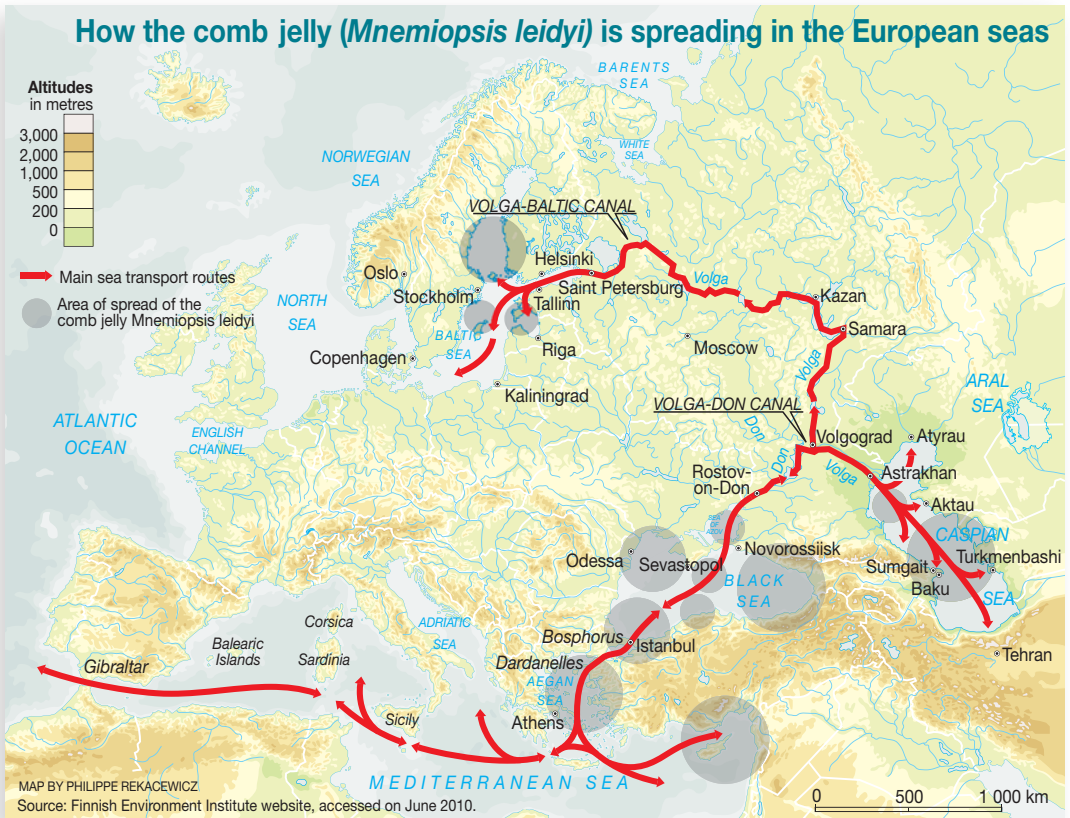 How the comb jelly (Mnemiopsis leidyi) is spreading in the European seas
Altitudes
in metres
3,000
2,000
1,000
500
200
0
Main sea transport routes
Area of spread of the
comb jelly Mnemiopsis leidyi
BARENTS
SEA
WHITE
SEA
NORWEGIAN
SEA
VOLGA-BALTIC CANAL
Oslo
Helsinki
Stockholm
Saint Petersburg
Tallinn
Volga
Kazan
NORTH
SEA
BALTIC
SEA
Riga
Moscow
Samara
Copenhagen
Kaliningrad
Volga
ARAL
SEA
ATLANTIC
OCEAN
ENGLISH
CHANNEL
VOLGA-DON CANAL
Don
Don
Volgograd
Atyrau
Volga
Astrakhan
Rostov-
on-Don
Aktau
SEA
OF
AZOV
CASPIAN
SEA
Odessa
Sevastopol
Novorossiisk
Turkmenbashi
Sumgait
Baku
BLACK
SEA
Corsica
ADRIATIC
SEA
Balearic
Islands
Sardinia
Bosphorus
Istanbul
Tehran
Gibraltar
Dardanelles
AEGAN
SEA
Sicily
Athens
MEDITERRANEAN SEA
MAP BY PHILIPPE REKACEWICZ
Source: Finnish Environment Institute website, accessed on June 2010.
0 500 1 000 km